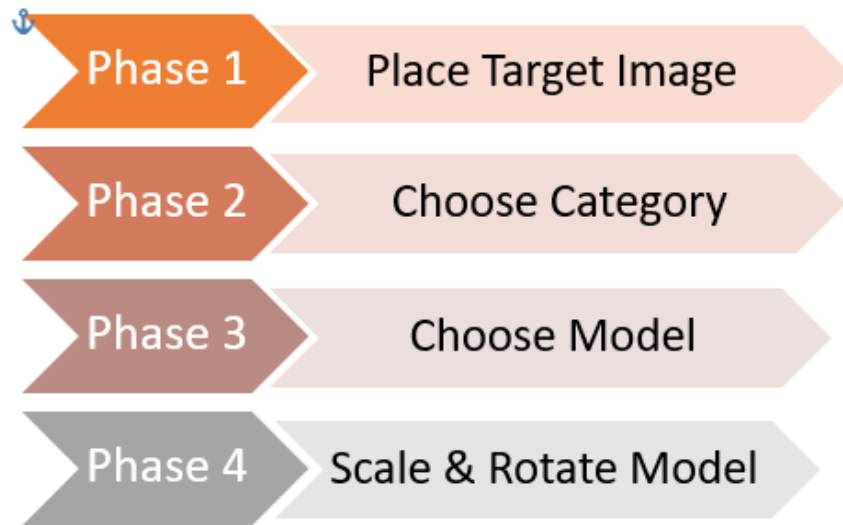 Phase 1
Place Target Image
Phase 2
Choose Category
Phase 3
Choose Model
Phase 4
Scale & Rotate Model